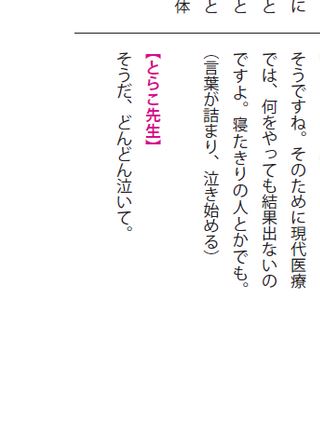 に
と
と
と
体
そうですね。そのために現代医療
では、何をやっても結果出ないの
ですよ。寝たきりの人とかでも。
（言葉が詰まり、泣き始める）
【とらこ先生】
そうだ、どんどん泣いて。